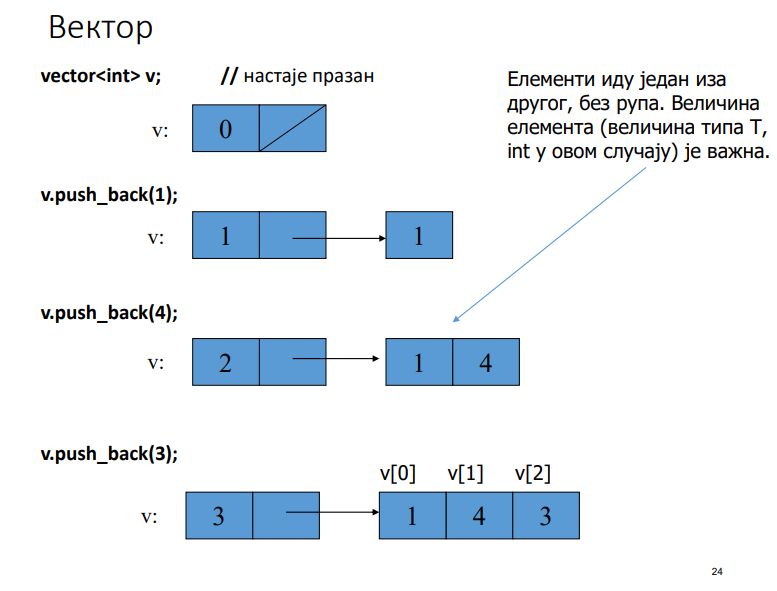 Вектор
vector<int> v; // настаје празан
Елементи иду један иза
другог, без рупа. Величина
елемента (величина типа T,
int у овом случају) је важна.
v: 0
v.push_back(1);
v: 1 1
v.push_back(4);
v: 2 1 4
v.push_back(3);
v[0] v[1] v[2]
v: 3 1 4 3
24